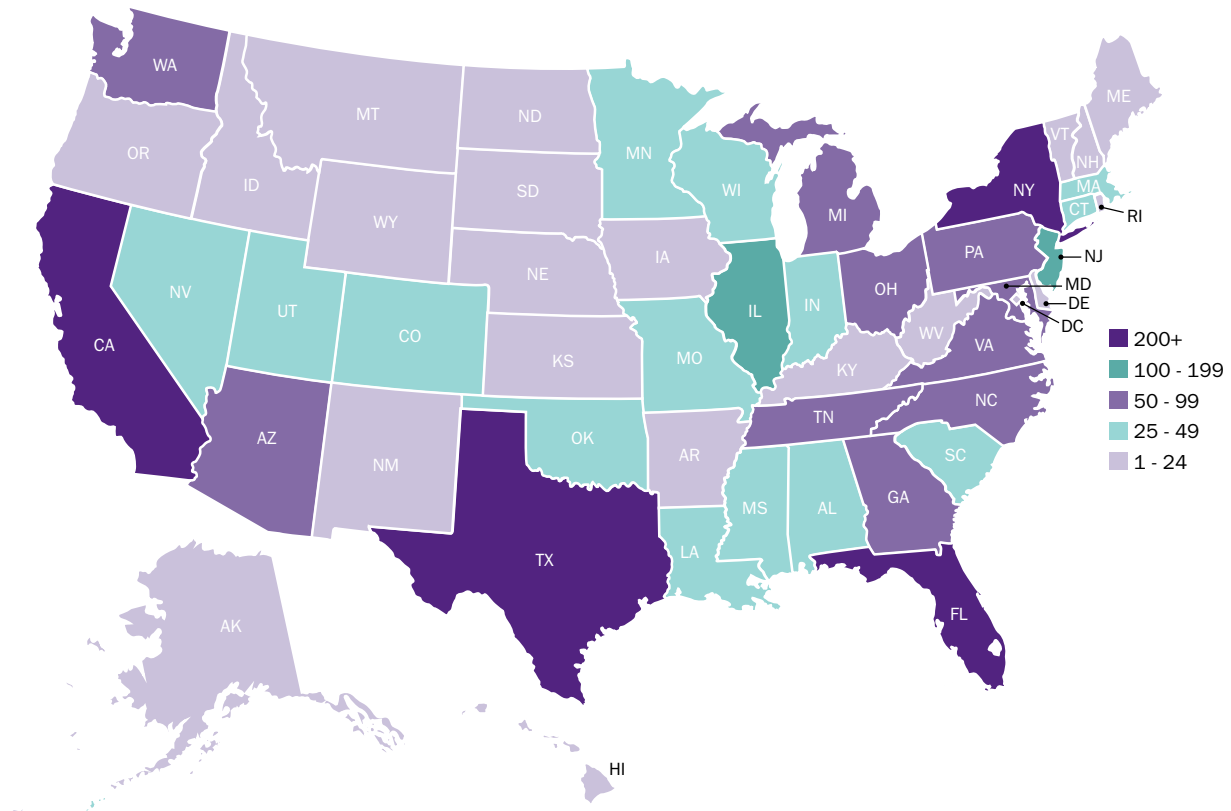 WA
MT
ND
MN
ME
OR
ID
SD
WI
VT
NH
WY
MI
NY
MA
CT
RI
NV
UT
CO
NE
IA
IL
IN
OH
PA
NJ
MD
DE
DC
CA
KS
MO
KY
WV
VA
200+
100 - 199
50 - 99
25 - 49
1 - 24
AZ
NM
OK
AR
TN
NC
SC
TX
LA
MS
AL
GA
FL
AK
HI